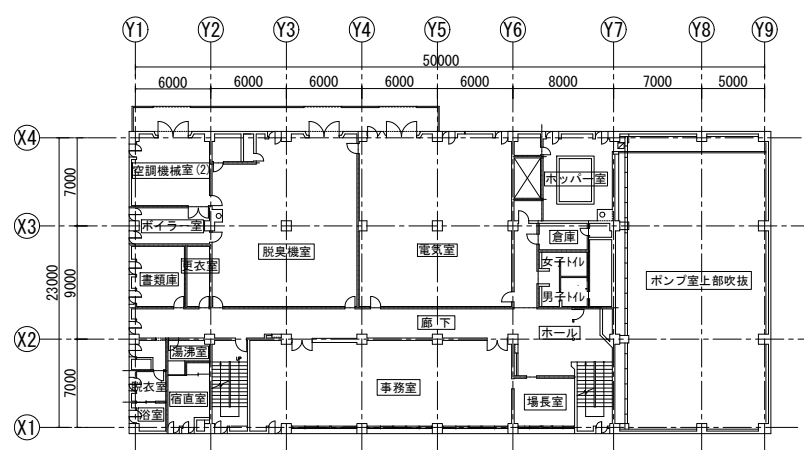 Y1 Y2 Y3 Y4 Y5 Y6 Y7 Y8 Y9
50000
6000 6000 6000 6000 6000 8000 7000 5000
X4
空調機械室(2)
ホッパー室
7000
ボイラー室
X3
倉庫
更衣室
脱臭機室
電気室
女子トイレ
書類庫
ポンプ室上部吹抜
23000
9000
男子トイレ
廊下
ホール
X2
湯沸室
脱衣室
宿直室
事務室
場長室
7000
浴室
X1